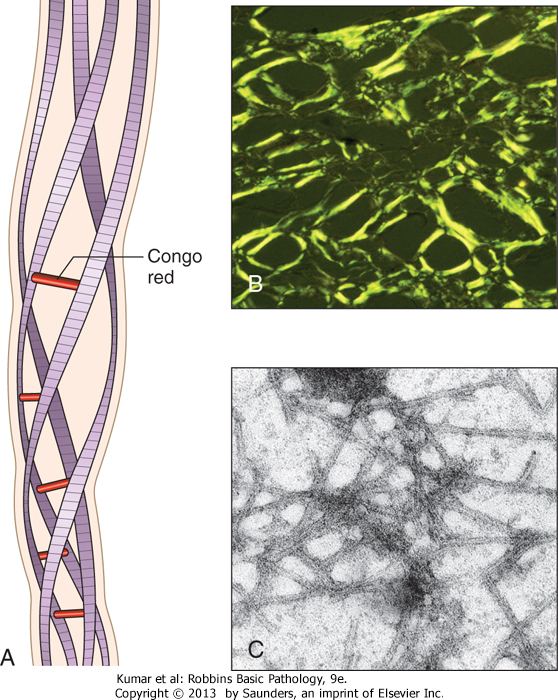 Congo
red
A
B
C
Kumar et al: Robbins Basic Pathology, 9e.
Copyright © 2013 by Saunders, an imprint of Elsevier Inc.